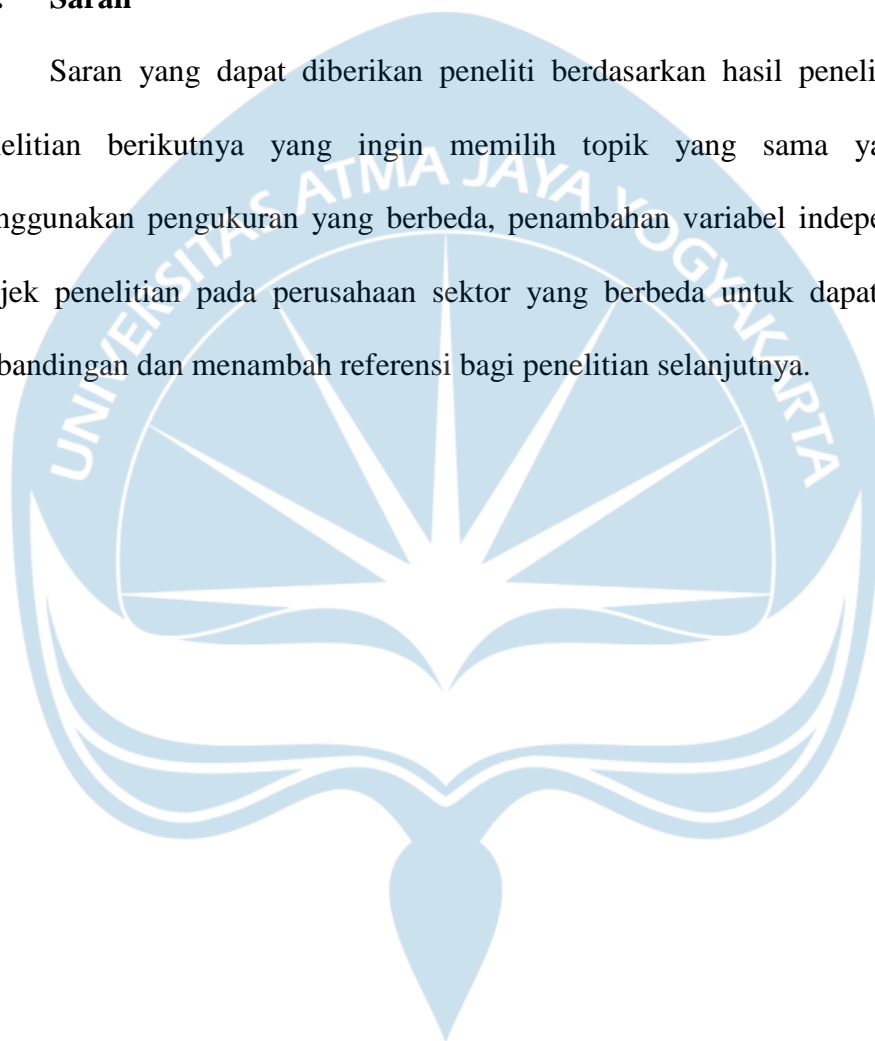 Saran
Saran yang dapat diberikan peneliti berdasarkan hasil peneli
elitian berikutnya yang ingin memilih topik yang sama ya
nggunakan pengukuran yang berbeda, penambahan variabel indepe
jek penelitian pada perusahaan sektor yang berbeda untuk dapat
bandingan dan menambah referensi bagi penelitian selanjutnya.
UNIVERSITAS ATMA JAYA YOGYAKARTA